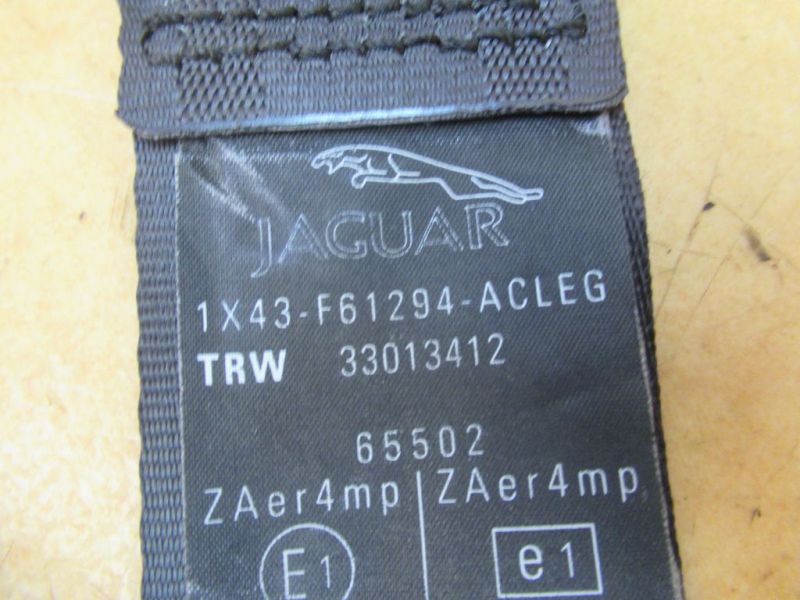 JAGUAR
1X43-F61294-ACLEG
TRW 33013412
65502
ZAer4mp | ZAer4mp
E1 e1